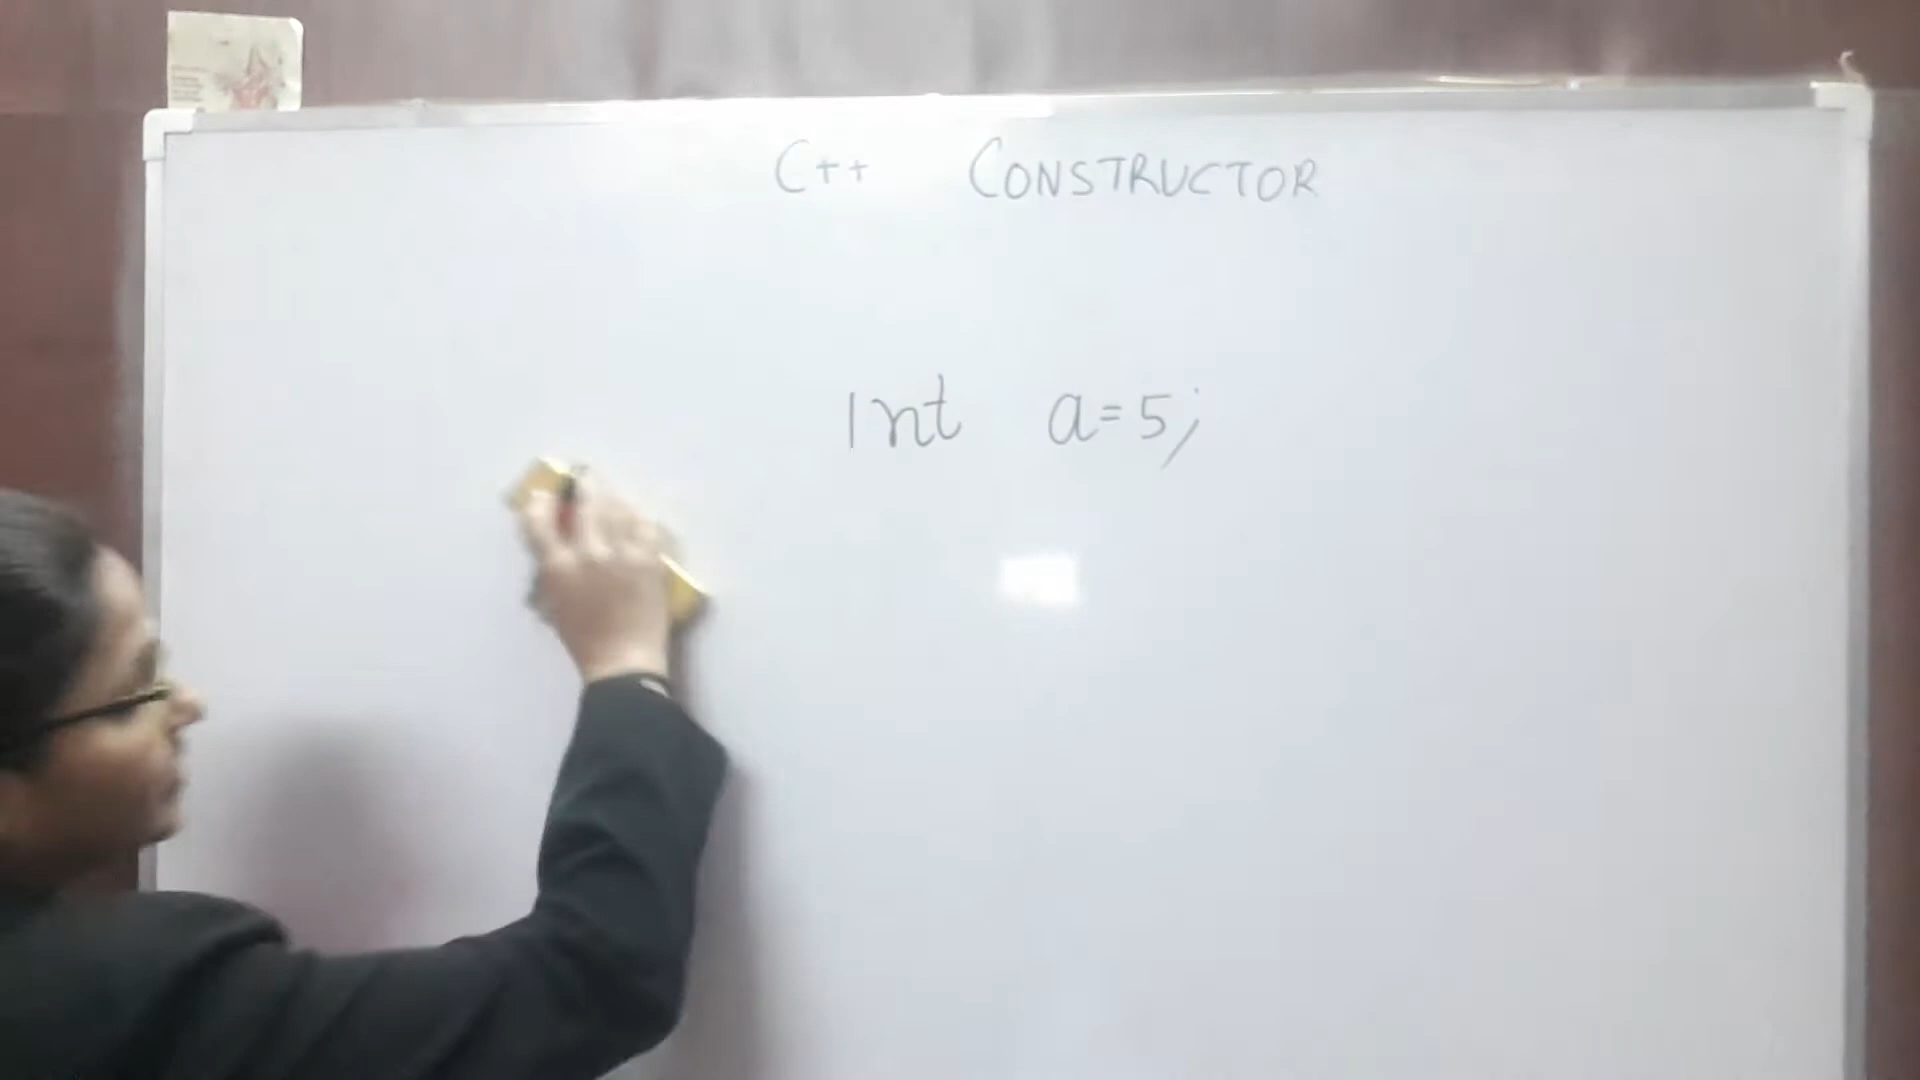 C++ CONSTRUCTOR
Int a=5;